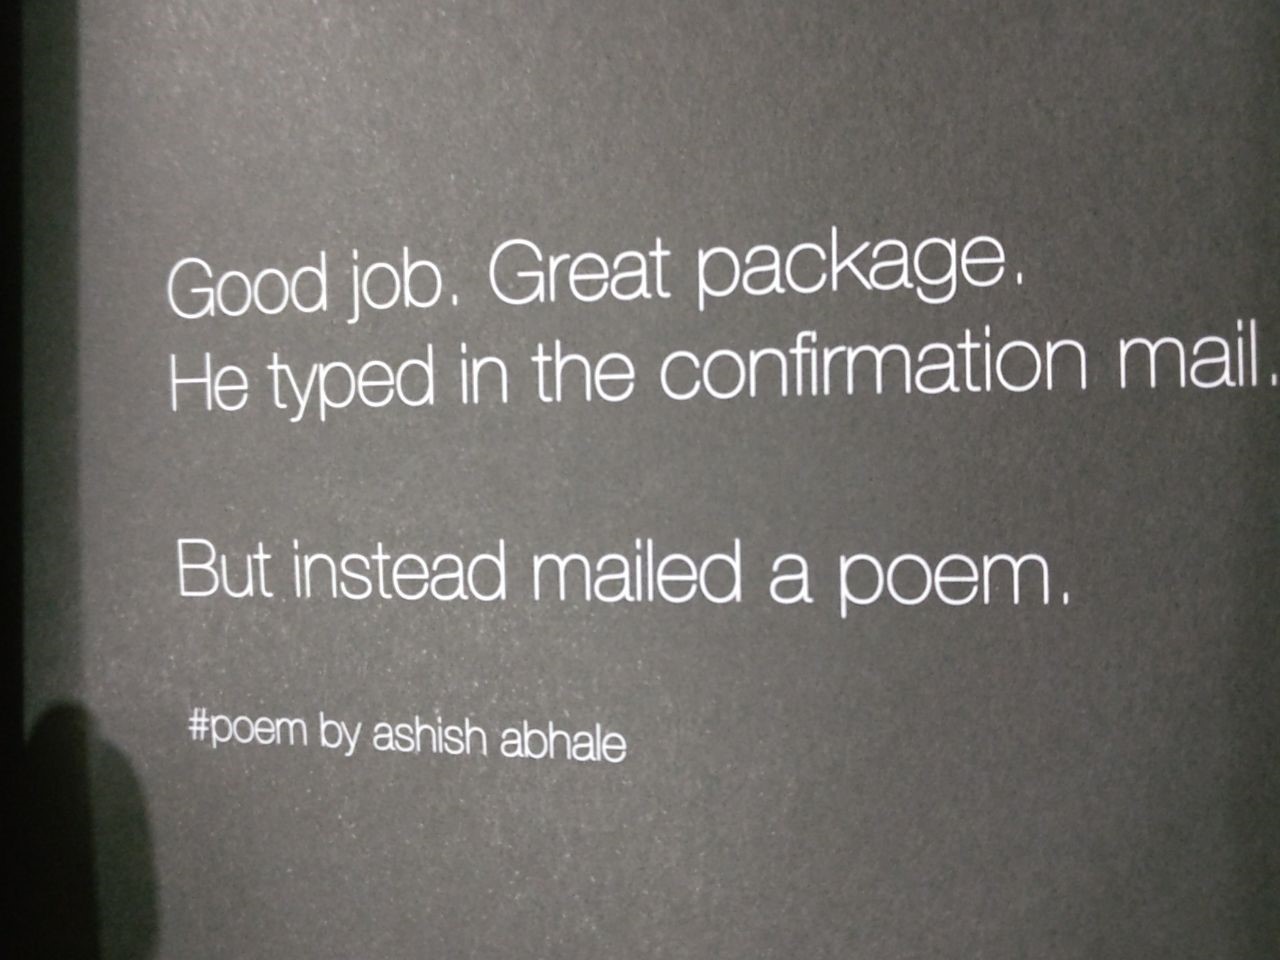 Good job. Great package.
He typed in the confirmation mail.
But instead mailed a poem.
#poem by ashish abhale